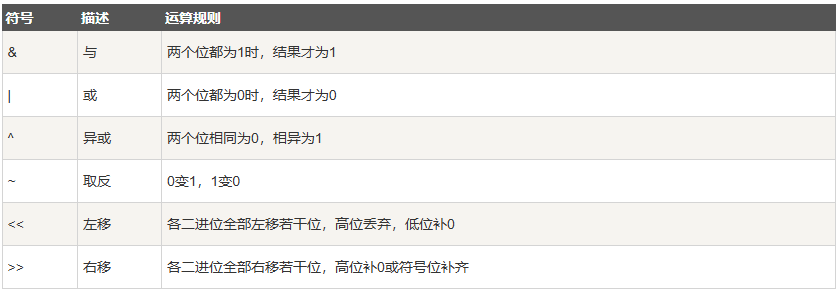 符号 描述 运算规则
& 与 两个位都为1时，结果才为1
| 或 两个位都为0时，结果才为0
^ 异或 两个位相同为0，相异为1
~ 取反 0变1，1变0
<< 左移 各二进位全部左移若干位，高位丢弃，低位补0
>> 右移 各二进位全部右移若干位，高位补0或符号位补齐